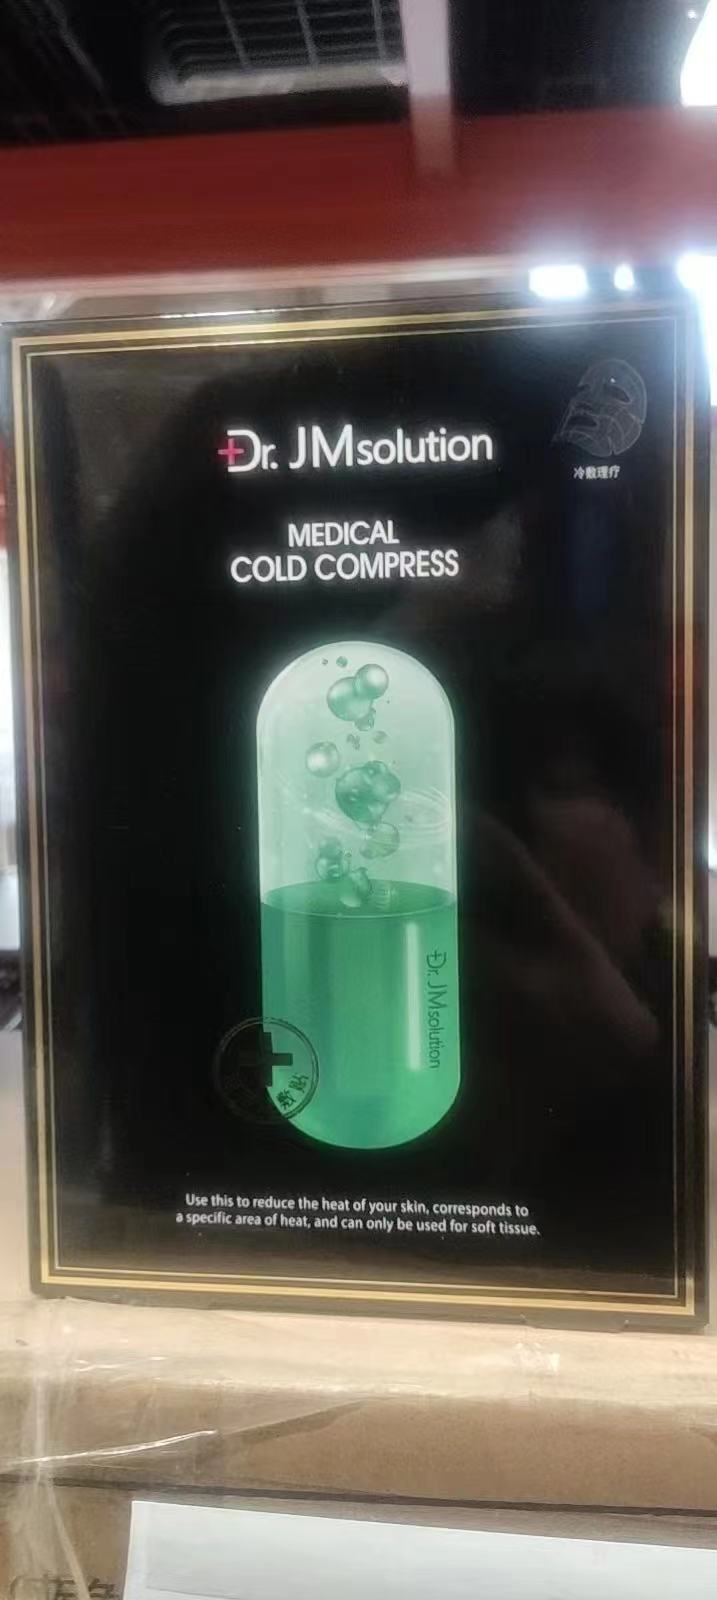 Dr. JMsolution
冷敷理疗
MEDICAL
COLD COMPRESS
Dr. JMsolution
Use this to reduce the heat of your skin, corresponds to
a specific area of heat, and can only be used for soft tissue.